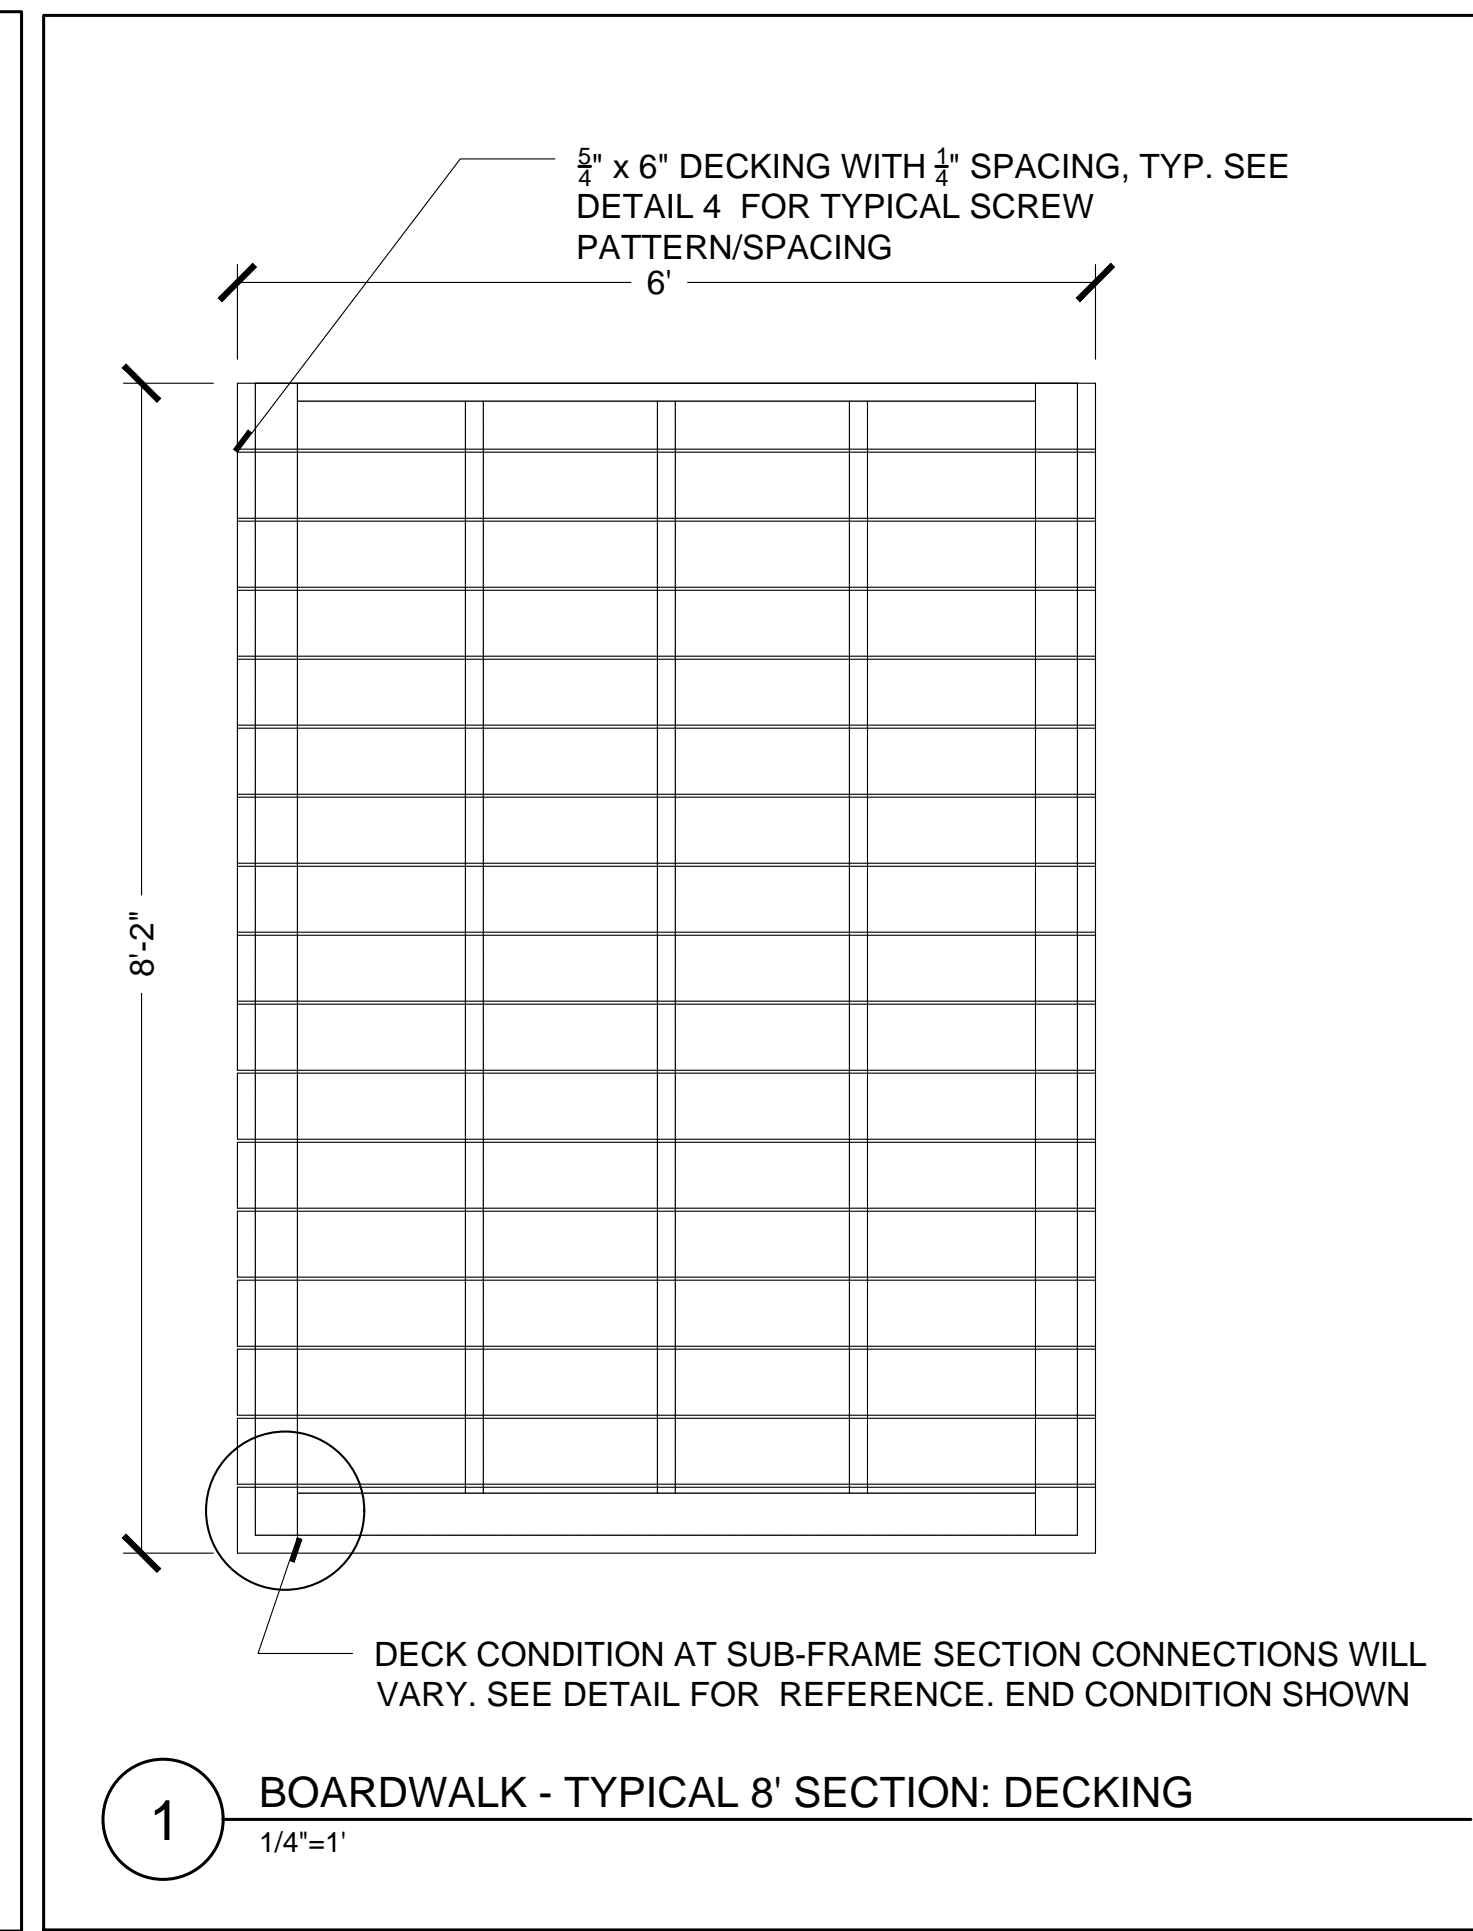 5/4" x 6" DECKING WITH 1/4" SPACING, TYP. SEE
DETAIL 4 FOR TYPICAL SCREW
PATTERN/SPACING
6'
8'-2"
DECK CONDITION AT SUB-FRAME SECTION CONNECTIONS WILL
VARY. SEE DETAIL FOR REFERENCE. END CONDITION SHOWN
1
BOARDWALK - TYPICAL 8' SECTION: DECKING
1/4"=1'